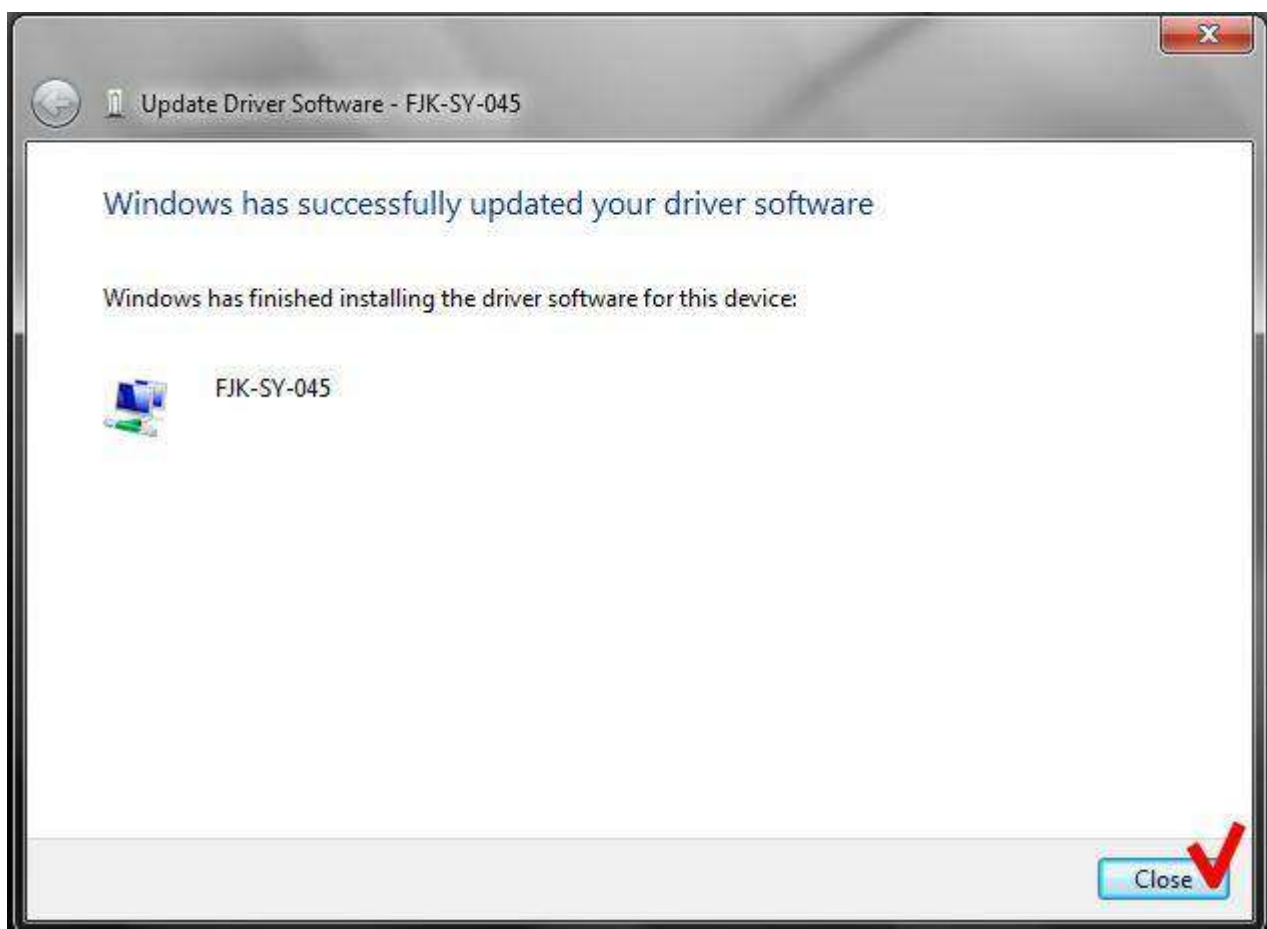 Update Driver Software - FJK-SY-045
Windows has successfully updated your driver software
Windows has finished installing the driver software for this device:
FJK-SY-045
Close